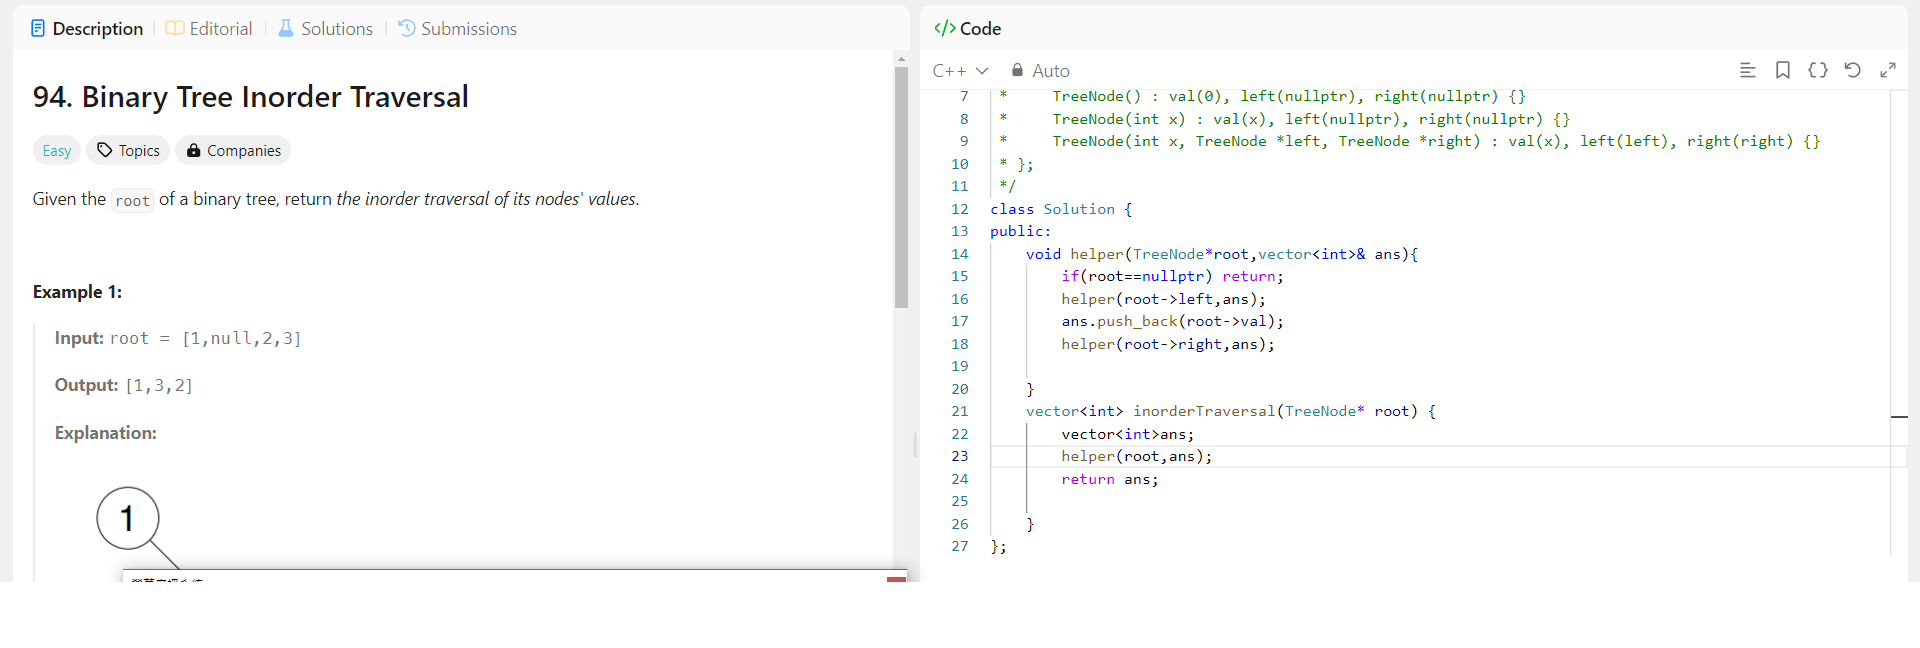 Description
Editorial
Solutions
Submissions
94. Binary Tree Inorder Traversal
Easy
Topics
Companies
Given the root of a binary tree, return the inorder traversal of its nodes' values.
Example 1:
Input: root = [1,null,2,3]
Output: [1,3,2]
Explanation:
1
</> Code
C++
Auto
7 *     TreeNode() : val(0), left(nullptr), right(nullptr) {}
8 *     TreeNode(int x) : val(x), left(nullptr), right(nullptr) {}
9 *     TreeNode(int x, TreeNode *left, TreeNode *right) : val(x), left(left), right(right) {}
10 * };
11 */
12 class Solution {
13 public:
14     void helper(TreeNode*root,vector<int>& ans){
15         if(root==nullptr) return;
16         helper(root->left,ans);
17         ans.push_back(root->val);
18         helper(root->right,ans);
19
20     }
21     vector<int> inorderTraversal(TreeNode* root) {
22         vector<int>ans;
23         helper(root,ans);
24         return ans;
25
26     }
27 };